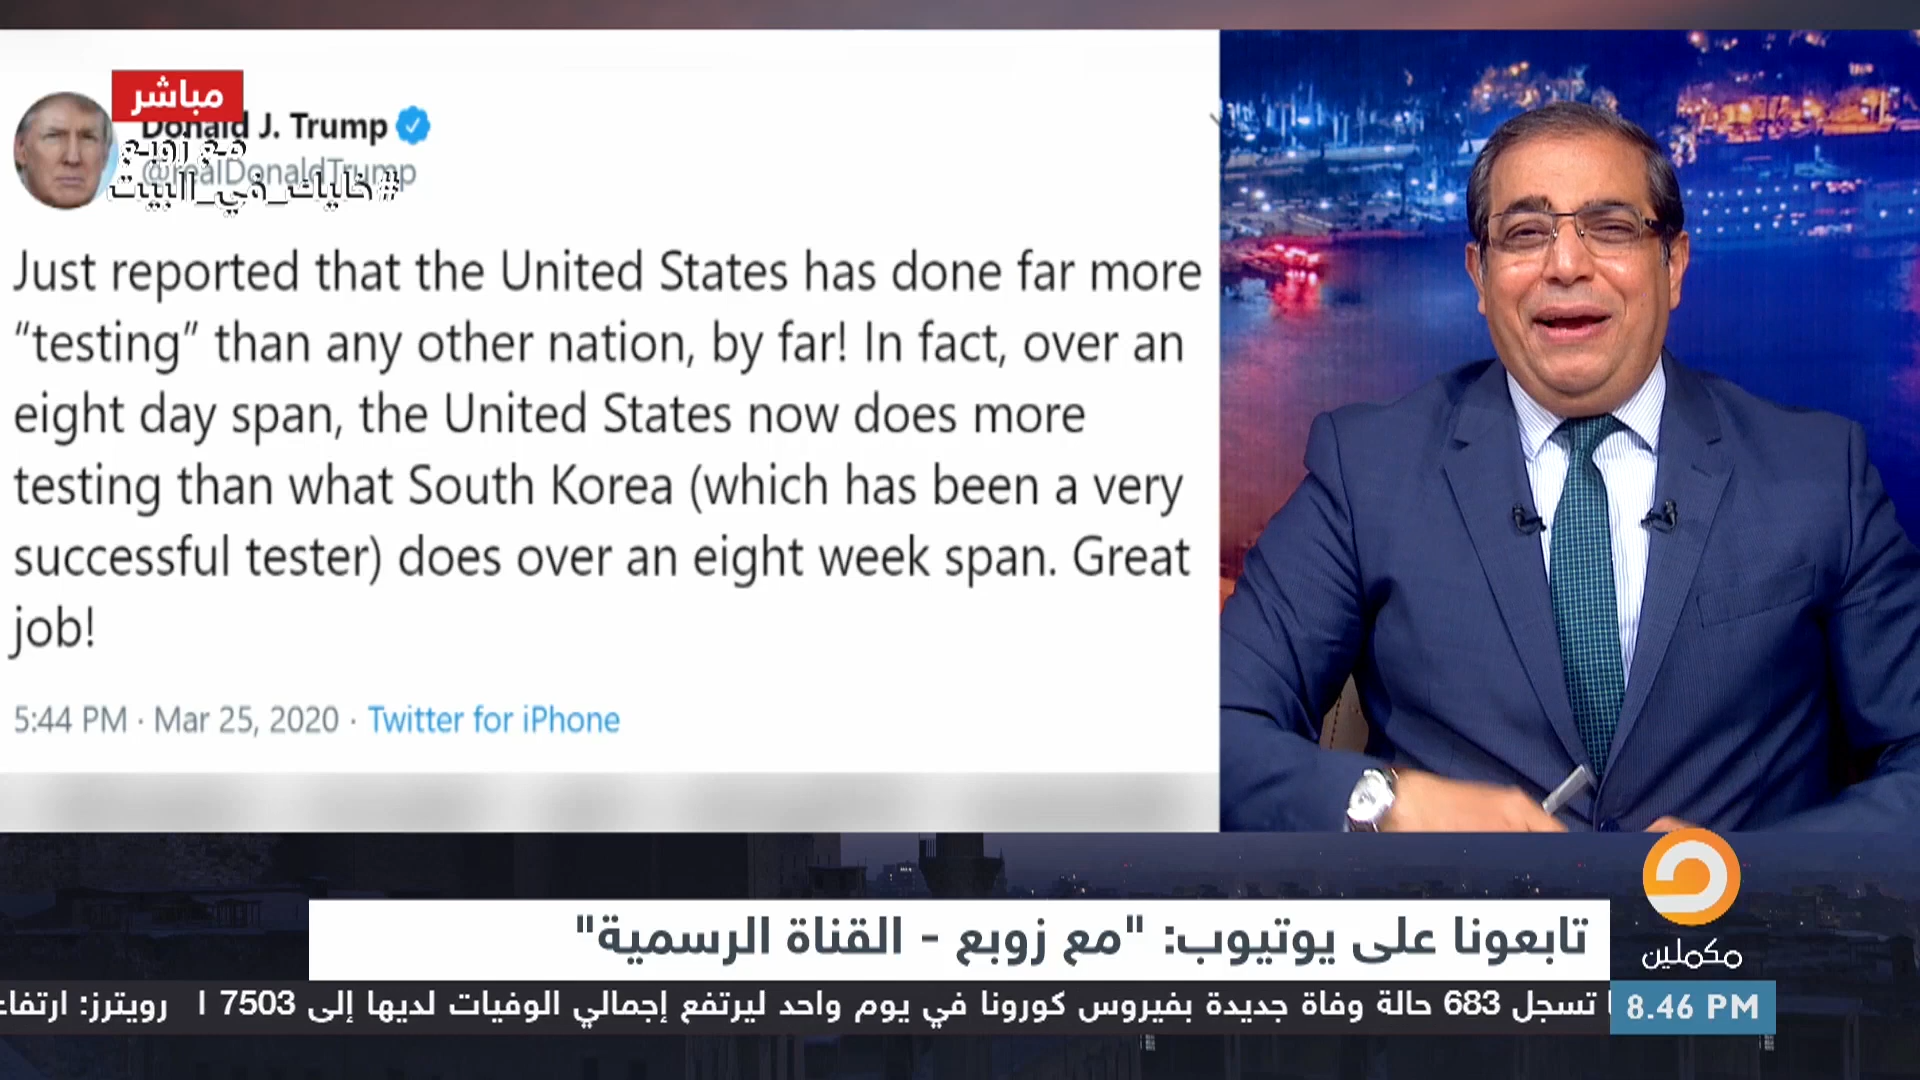 مباشر
Donald J. Trump
مع زوبع
@realDonaldTrump
#خليك_في_البيت
Just reported that the United States has done far more
“testing” than any other nation, by far! In fact, over an
eight day span, the United States now does more
testing than what South Korea (which has been a very
successful tester) does over an eight week span. Great
job!
5:44 PM · Mar 25, 2020 · Twitter for iPhone
تابعونا على يوتيوب: "مع زوبع - القناة الرسمية"
مكملين
تسجل 683 حالة وفاة جديدة بفيروس كورونا في يوم واحد ليرتفع إجمالي الوفيات لديها إلى 7503 | رويترز:
8.46 PM